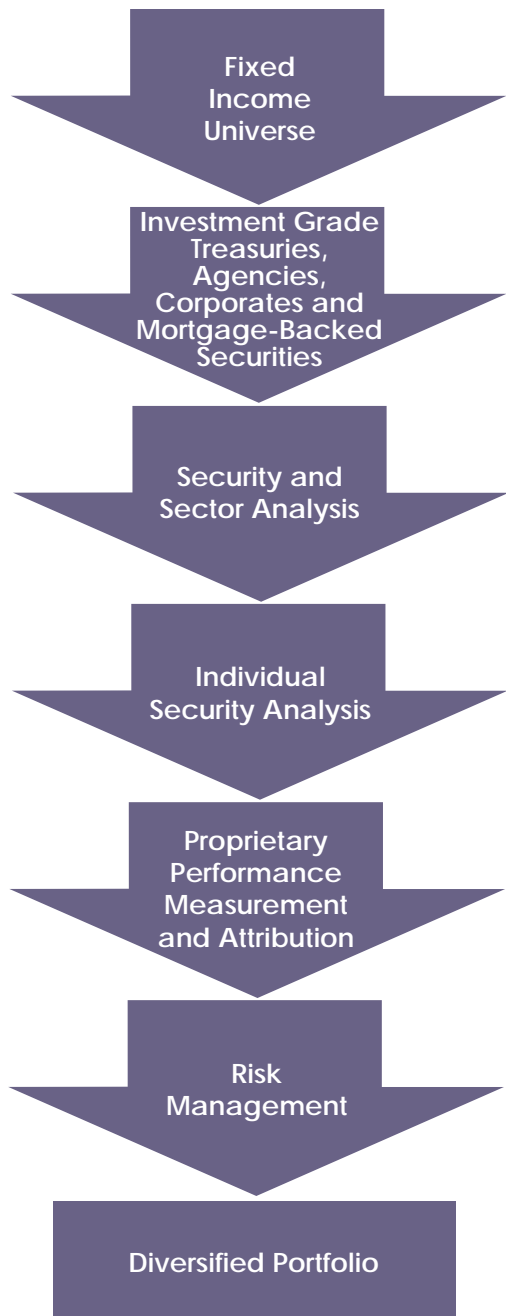 Fixed
Income
Universe
Investment Grade
Treasuries,
Agencies,
Corporates and
Mortgage-Backed
Securities
Security and
Sector Analysis
Individual
Security Analysis
Proprietary
Performance
Measurement
and Attribution
Risk
Management
Diversified Portfolio